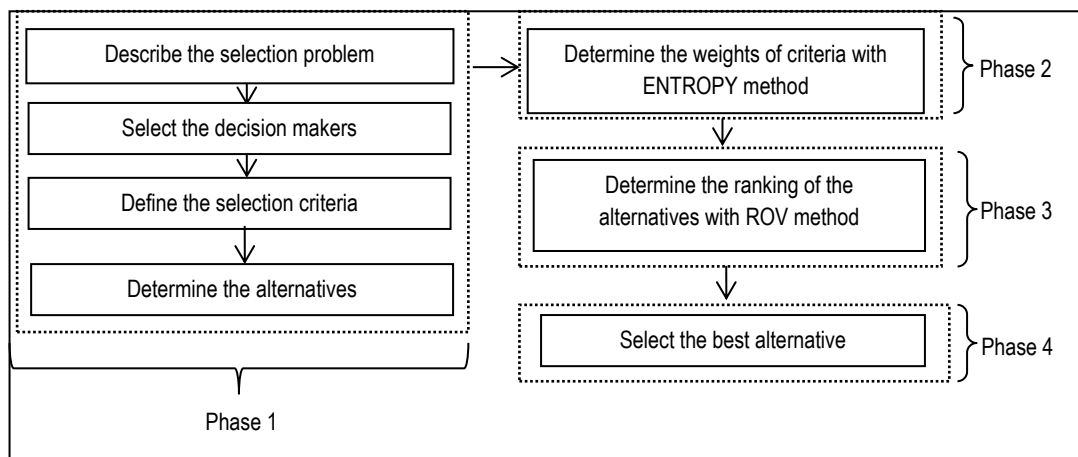 Describe the selection problem
Select the decision makers
Define the selection criteria
Determine the alternatives
Phase 1
Determine the weights of criteria with
ENTROPY method
Phase 2
Determine the ranking of the
alternatives with ROV method
Phase 3
Select the best alternative
Phase 4